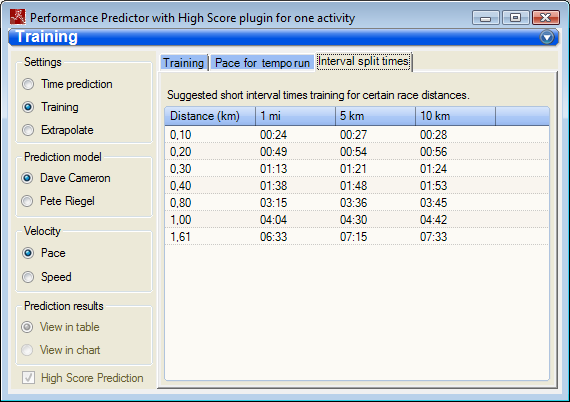 Performance Predictor with High Score plugin for one activity
Training
Settings
Time prediction
Training
Extrapolate
Prediction model
Dave Cameron
Pete Riegel
Velocity
Pace
Speed
Prediction results
View in table
View in chart
High Score Prediction
Training Pace for tempo run Interval split times
Suggested short interval times training for certain race distances.
Distance (km) 1 mi 5 km 10 km
0,10 00:24 00:27 00:28
0,20 00:49 00:54 00:56
0,30 01:13 01:21 01:24
0,40 01:38 01:48 01:53
0,80 03:15 03:36 03:45
1,00 04:04 04:30 04:42
1,61 06:33 07:15 07:33